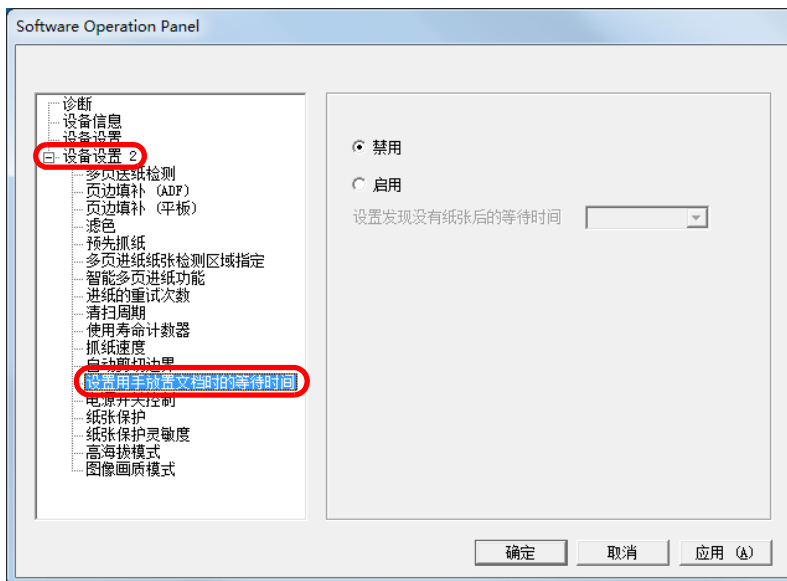 Software Operation Panel
诊断
设备信息
设备设置
设备设置 2
多页送纸检测
页边填补 (ADF)
页边填补 (平板)
滤色
预先抓纸
多页进纸纸张检测区域指定
智能多页进纸功能
进纸的重试次数
清扫周期
使用寿命计数器
抓纸速度
自动剪切边界
设置用手放置文档时的等待时间
电源开关控制
纸张保护
纸张保护灵敏度
高海拔模式
图像画质模式
禁用
启用
设置发现没有纸张后的等待时间
确定
取消
应用 (A)